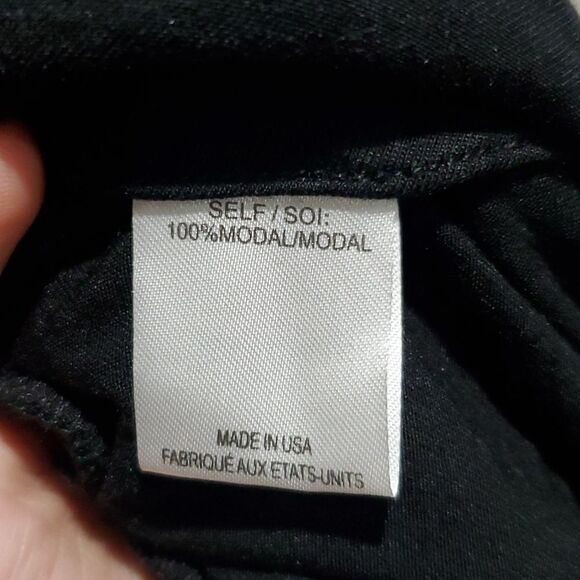 SELF / SOI:
100%MODAL/MODAL
MADE IN USA
FABRIQUÉ AUX ETATS-UNITS